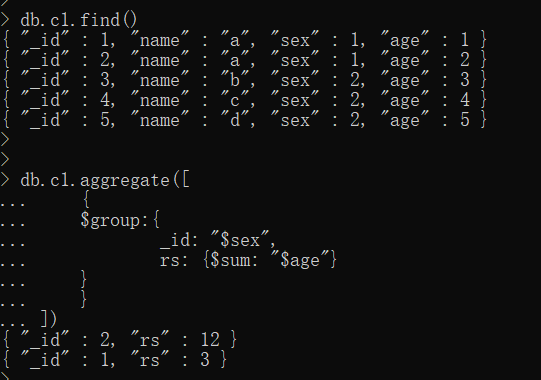 >
> db.c1.find()
{ "_id" : 1, "name" : "a", "sex" : 1, "age" : 1 }
{ "_id" : 2, "name" : "a", "sex" : 1, "age" : 2 }
{ "_id" : 3, "name" : "b", "sex" : 2, "age" : 3 }
{ "_id" : 4, "name" : "c", "sex" : 2, "age" : 4 }
{ "_id" : 5, "name" : "d", "sex" : 2, "age" : 5 }
>
>
> db.c1.aggregate([
...     {
...     $group:{
...             _id: "$sex",
...             rs: {$sum: "$age"}
...     }
...     }
... ])
{ "_id" : 2, "rs" : 12 }
{ "_id" : 1, "rs" : 3 }
>